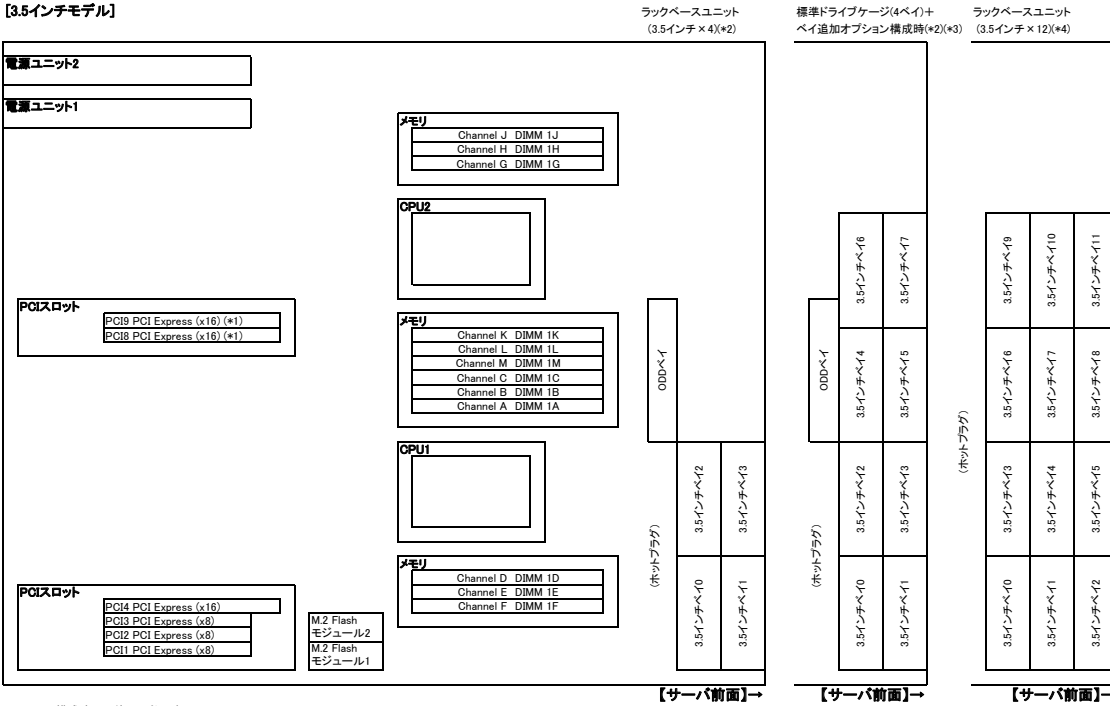 [3.5インチモデル]
ラックベースユニット
(3.5インチ×4)(*2)
標準ドライブケージ(4ベイ)+
ベイ追加オプション構成時(*2)(*3)
ラックベースユニット
(3.5インチ×12)(*4)
電源ユニット2
電源ユニット1
メモリ
Channel J DIMM 1J
Channel H DIMM 1H
Channel G DIMM 1G
CPU2
PCIスロット
PCI9 PCI Express (x16) (*1)
PCI8 PCI Express (x16) (*1)
メモリ
Channel K DIMM 1K
Channel L DIMM 1L
Channel M DIMM 1M
Channel C DIMM 1C
Channel B DIMM 1B
Channel A DIMM 1A
CPU1
メモリ
Channel D DIMM 1D
Channel E DIMM 1E
Channel F DIMM 1F
PCIスロット
PCI4 PCI Express (x16)
PCI3 PCI Express (x8)
PCI2 PCI Express (x8)
PCI1 PCI Express (x8)
M.2 Flash
モジュール2
M.2 Flash
モジュール1
ODDベイ
(ホットプラグ)
3.5インチベイ2
3.5インチベイ3
3.5インチベイ0
3.5インチベイ1
【サーバ前面】→
3.5インチベイ6
3.5インチベイ7
ODDベイ
3.5インチベイ4
3.5インチベイ5
(ホットプラグ)
3.5インチベイ2
3.5インチベイ3
3.5インチベイ0
3.5インチベイ1
【サーバ前面】→
3.5インチベイ9
3.5インチベイ10
3.5インチベイ11
3.5インチベイ6
3.5インチベイ7
3.5インチベイ8
(ホットプラグ)
3.5インチベイ3
3.5インチベイ4
3.5インチベイ5
3.5インチベイ0
3.5インチベイ1
3.5インチベイ2
【サーバ前面】→